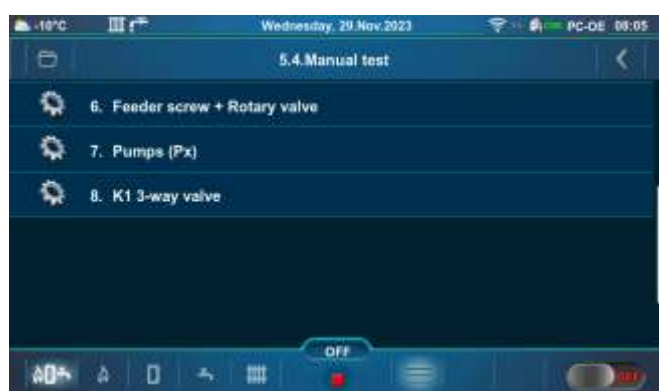 -10°C Wednesday, 29.Nov.2023 PC-OE 08:05
5.4.Manual test
6. Feeder screw + Rotary valve
7. Pumps (Px)
8. K1 3-way valve
OFF
OFF